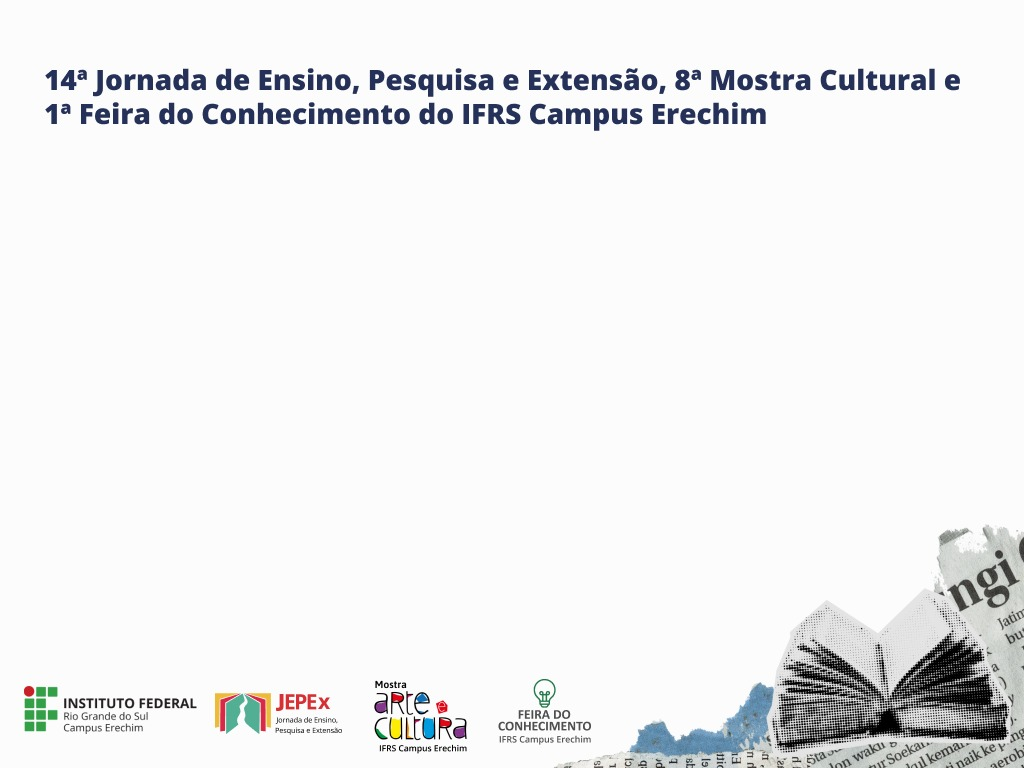 14ª Jornada de Ensino, Pesquisa e Extensão, 8ª Mostra Cultural e
1ª Feira do Conhecimento do IFRS Campus Erechim
ngi
Jatim
INSTITUTO FEDERAL
Rio Grande do Sul
Campus Erechim
JEPEx
Jornada de Ensino,
Pesquisa e Extensão
Mostra
arte
cultura
IFRS Campus Erechim
FEIRA DO
CONHECIMENTO
IFRS Campus Erechim